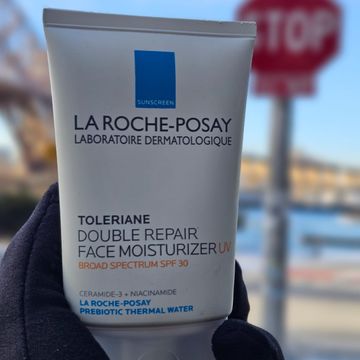 STOP
SUNSCREEN
LA ROCHE-POSAY
LABORATOIRE DERMATOLOGIQUE
TOLERIANE
DOUBLE REPAIR
FACE MOISTURIZER UV
BROAD SPECTRUM SPF 30
CERAMIDE-3 + NIACINAMIDE
LA ROCHE-POSAY
PREBIOTIC THERMAL WATER